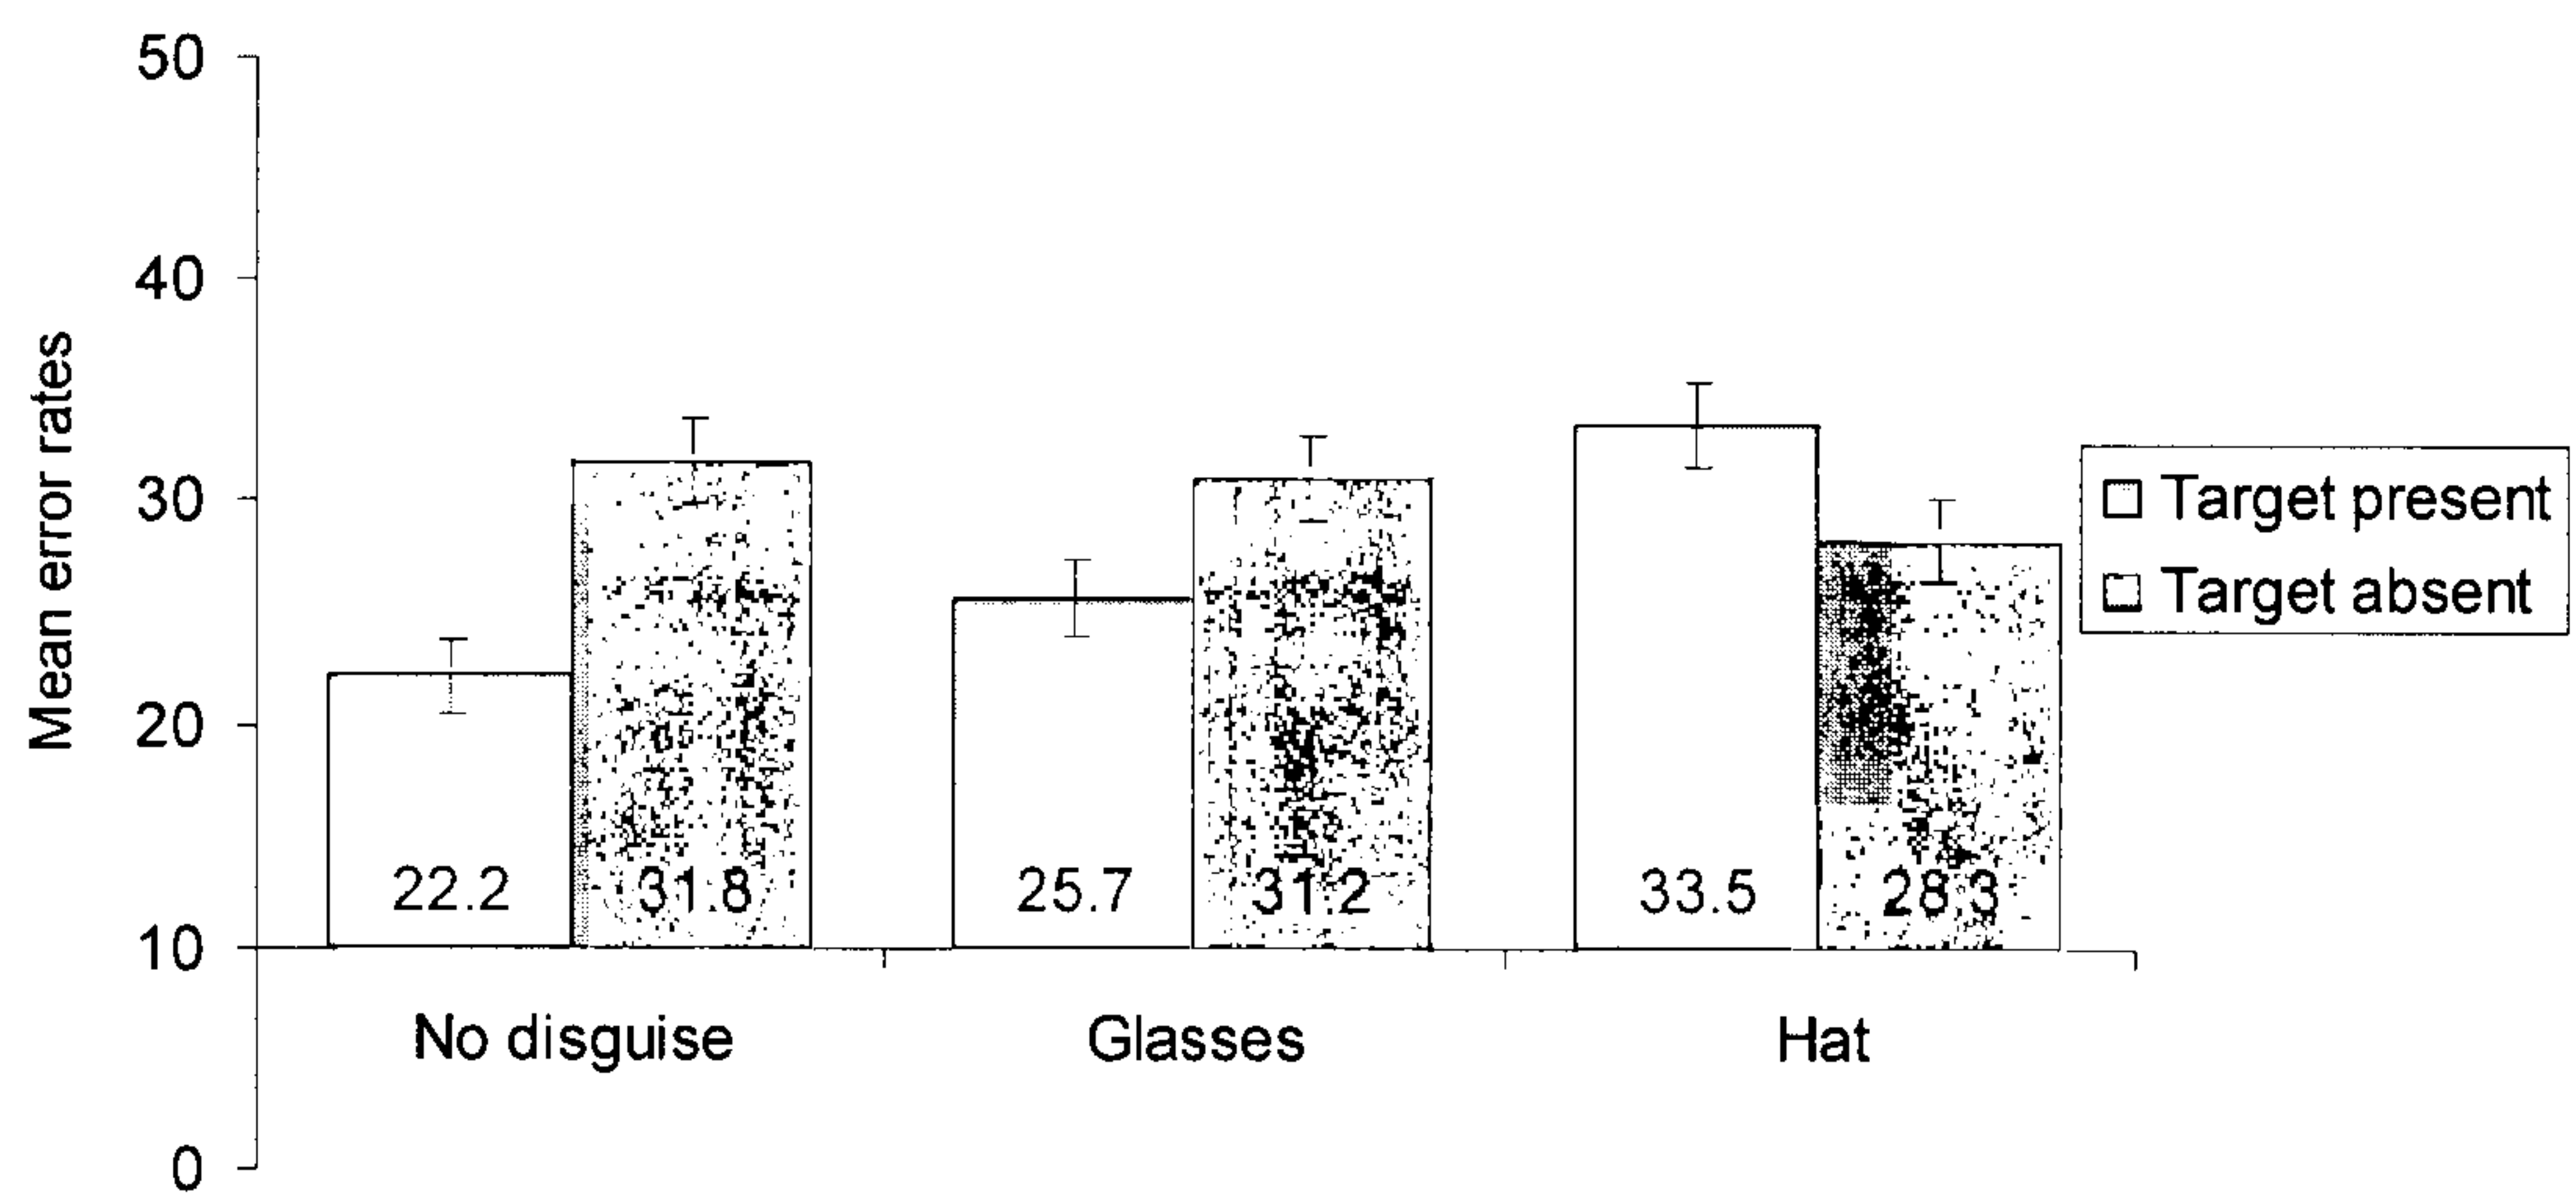 50
40
30
20
10
0
Mean error rates
22.2
31.8
25.7
31.2
33.5
28.3
No disguise
Glasses
Hat
Target present
Target absent